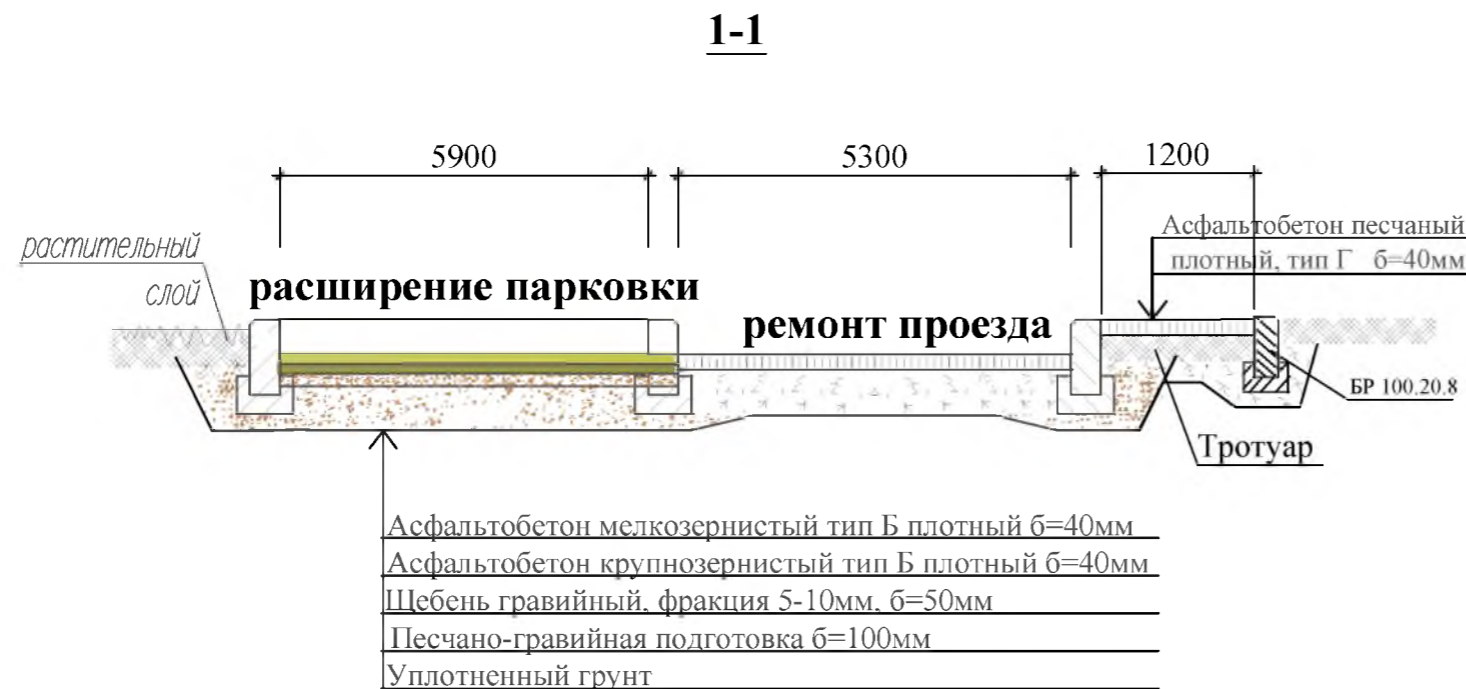 1-1
5900
5300
1200
растительный
слой
Асфальтобетон песчаный
плотный, тип Г б=40мм
расширение парковки
ремонт проезда
БР 100.20.8
Тротуар
Асфальтобетон мелкозернистый тип Б плотный б=40мм
Асфальтобетон крупнозернистый тип Б плотный б=40мм
Щебень гравийный, фракция 5-10мм, б=50мм
Песчано-гравийная подготовка б=100мм
Уплотненный грунт